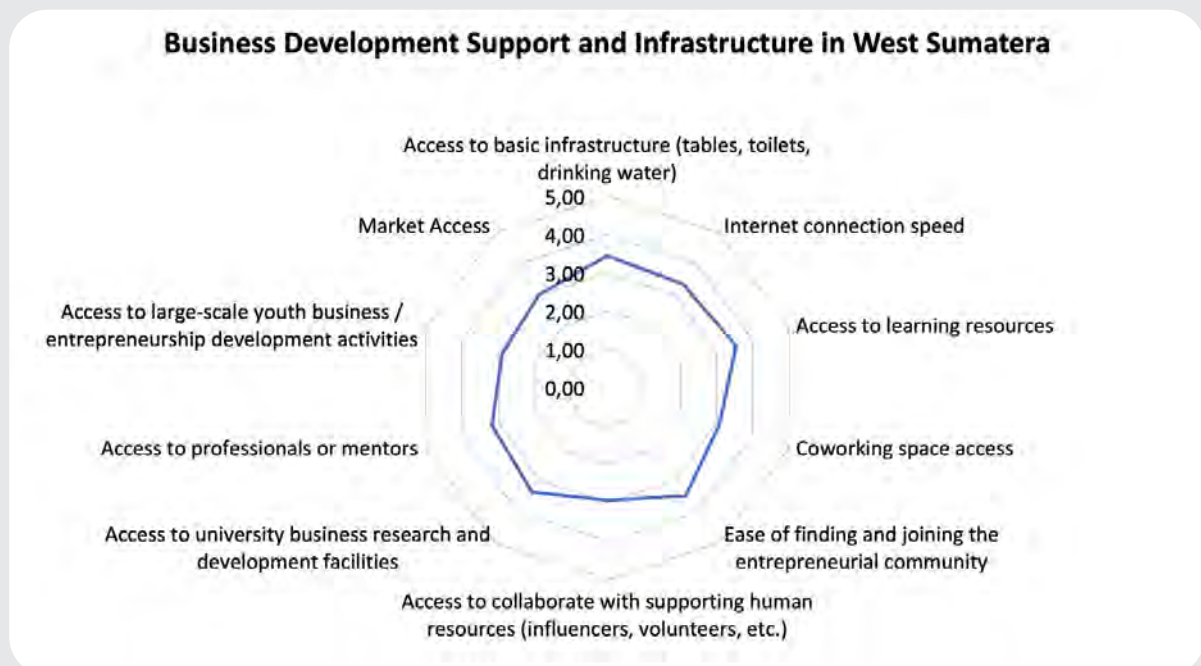 Business Development Support and Infrastructure in West Sumatera
Access to basic infrastructure (tables, toilets,
drinking water)
5,00
4,00
3,00
2,00
1,00
0,00
Internet connection speed
Access to learning resources
Coworking space access
Ease of finding and joining the
entrepreneurial community
Access to collaborate with supporting human
resources (influencers, volunteers, etc.)
Access to university business research and
development facilities
Access to professionals or mentors
Access to large-scale youth business /
entrepreneurship development activities
Market Access